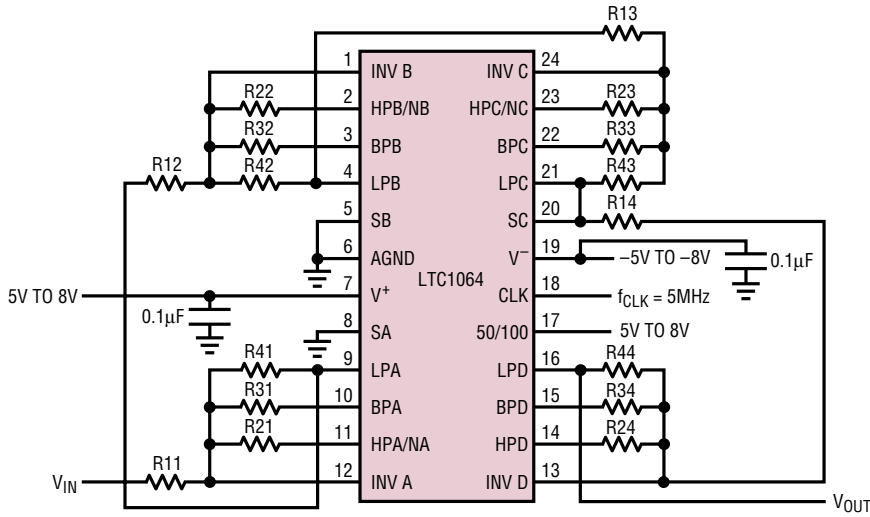 R13
1 INV B INV C 24
R22 2 HPB/NB HPC/NC 23 R23
R32 3 BPB BPC 22 R33
R12 R42 4 LPB LPC 21 R43
5 SB SC 20 R14
6 AGND V− 19 −5V TO −8V 0.1µF
LTC1064
5V TO 8V 7 V+ CLK 18 fCLK = 5MHz
0.1µF 8 SA 50/100 17 5V TO 8V
R41 9 LPA LPD 16 R44
R31 10 BPA BPD 15 R34
R21 11 HPA/NA HPD 14 R24
VIN R11 12 INV A INV D 13
VOUT